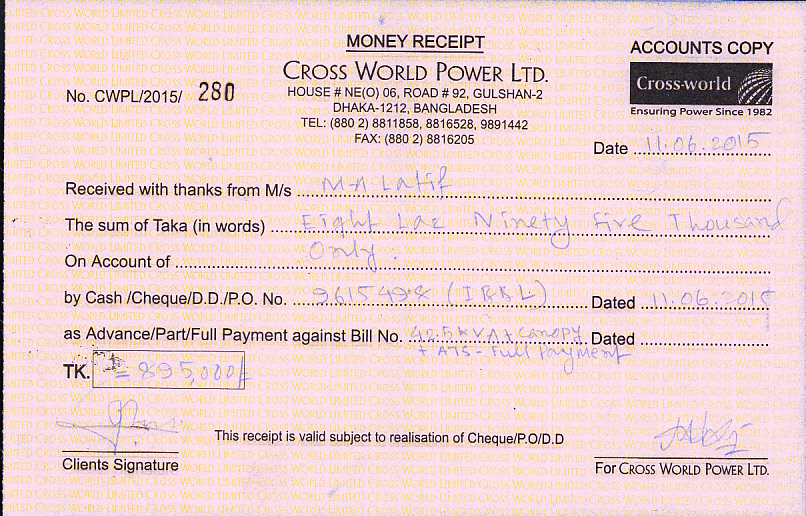 MONEY RECEIPT
ACCOUNTS COPY
CROSS WORLD POWER LTD.
No. CWPL/2015/ 280
HOUSE # NE(O) 06, ROAD # 92, GULSHAN-2
DHAKA-1212, BANGLADESH
TEL: (880 2) 8811858, 8816528, 9891442
FAX: (880 2) 8816205
Cross-world
Ensuring Power Since 1982
Date 11.06.2015
Received with thanks from M/s M A Latif
The sum of Taka (in words) Eight Lac Ninety Five Thousand
Only.
On Account of
by Cash /Cheque/D.D./P.O. No. 9615498 (IBBL) Dated 11.06.2015
as Advance/Part/Full Payment against Bill No. 42.5 KVA + canopy Dated
+ ATS - Full Payment
TK. = 895,000/
This receipt is valid subject to realisation of Cheque/P.O/D.D
Clients Signature
For CROSS WORLD POWER LTD.